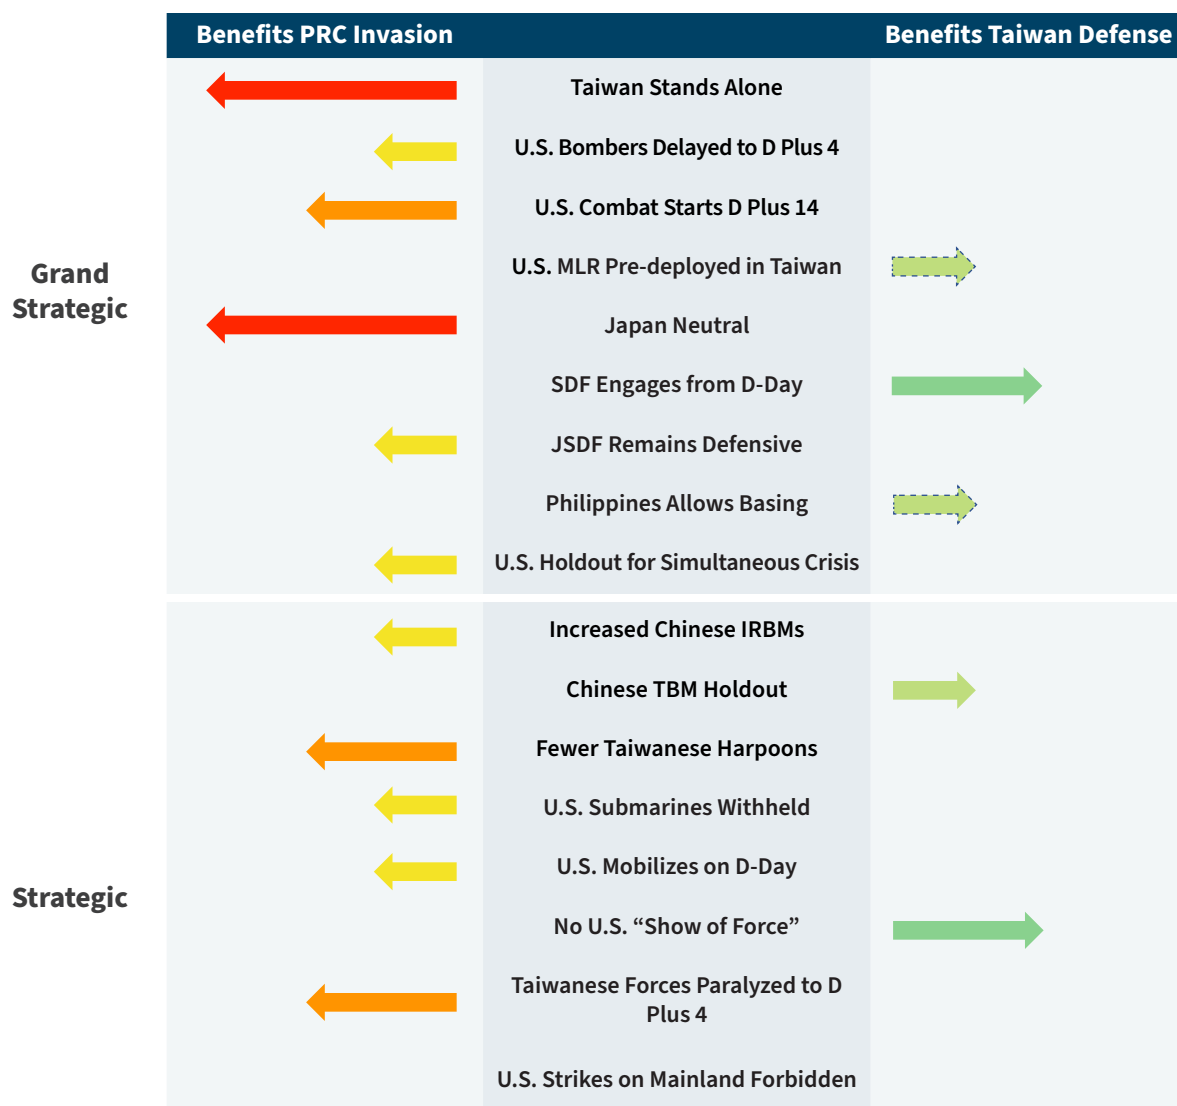 Benefits PRC Invasion
Benefits Taiwan Defense
Grand
Strategic
Taiwan Stands Alone
U.S. Bombers Delayed to D Plus 4
U.S. Combat Starts D Plus 14
U.S. MLR Pre-deployed in Taiwan
Japan Neutral
SDF Engages from D-Day
JSDF Remains Defensive
Philippines Allows Basing
U.S. Holdout for Simultaneous Crisis
Strategic
Increased Chinese IRBMs
Chinese TBM Holdout
Fewer Taiwanese Harpoons
U.S. Submarines Withheld
U.S. Mobilizes on D-Day
No U.S. “Show of Force”
Taiwanese Forces Paralyzed to D
Plus 4
U.S. Strikes on Mainland Forbidden